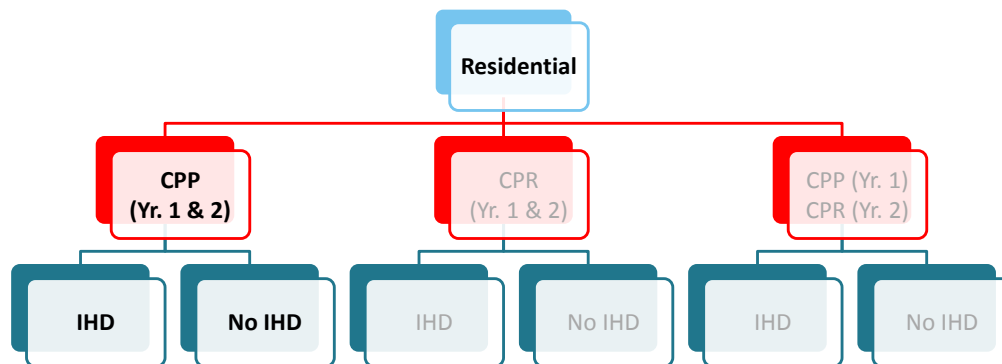 Residential
CPP
(Yr. 1 & 2)
CPR
(Yr. 1 & 2)
CPP (Yr. 1)
CPR (Yr. 2)
IHD
No IHD
IHD
No IHD
IHD
No IHD